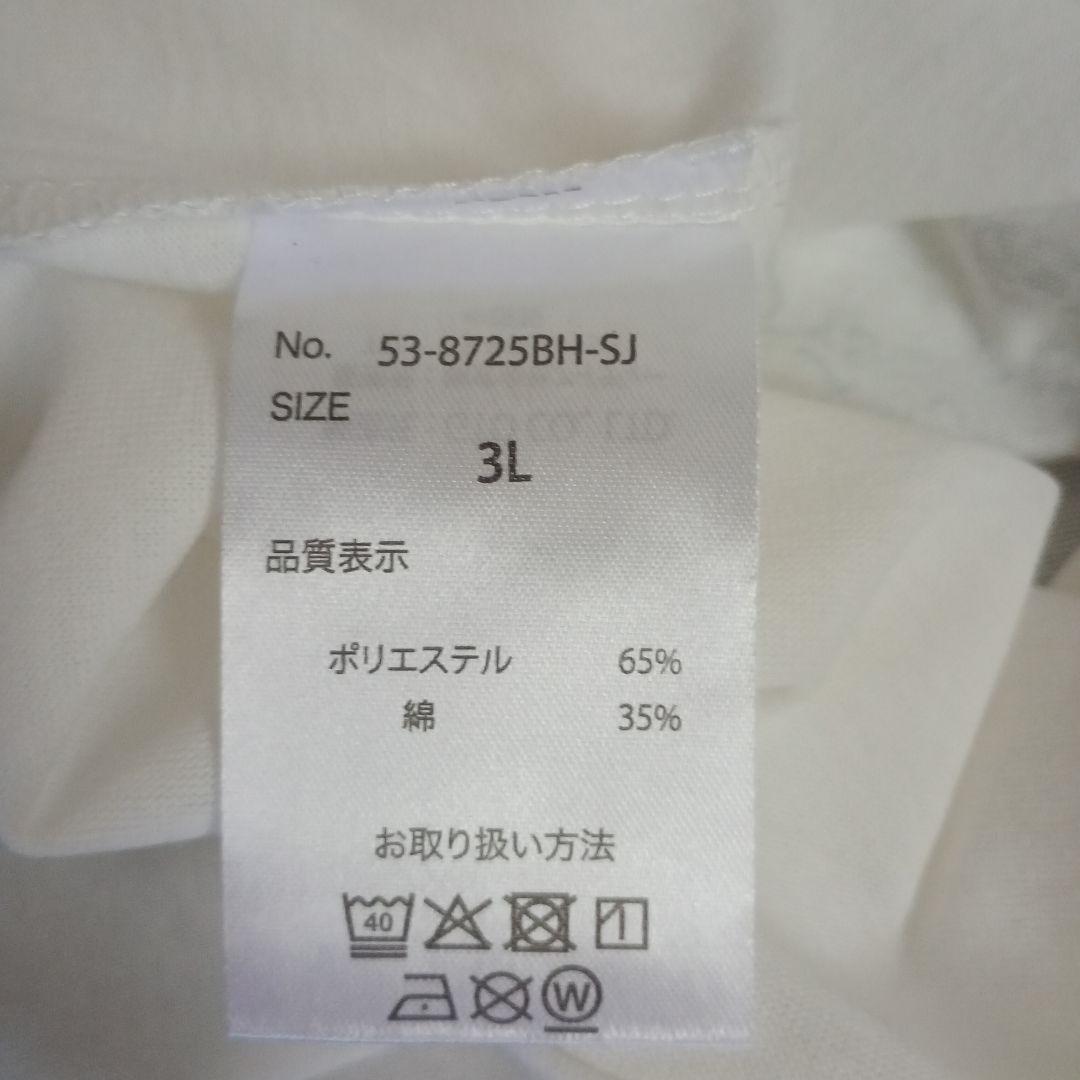 No. 53-8725BH-SJ
SIZE
3L
品質表示
ポリエステル 65%
綿 35%
お取り扱い方法
40
W